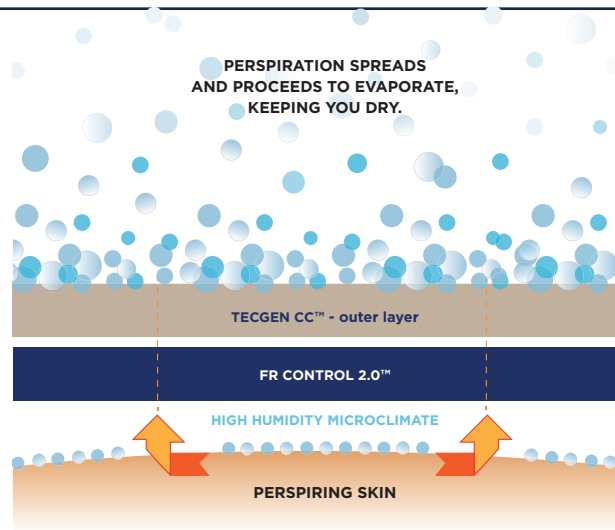 PERSPIRATION SPREADS
AND PROCEEDS TO EVAPORATE,
KEEPING YOU DRY.
TECGEN CC™ - outer layer
FR CONTROL 2.0™
HIGH HUMIDITY MICROCLIMATE
PERSPIRING SKIN